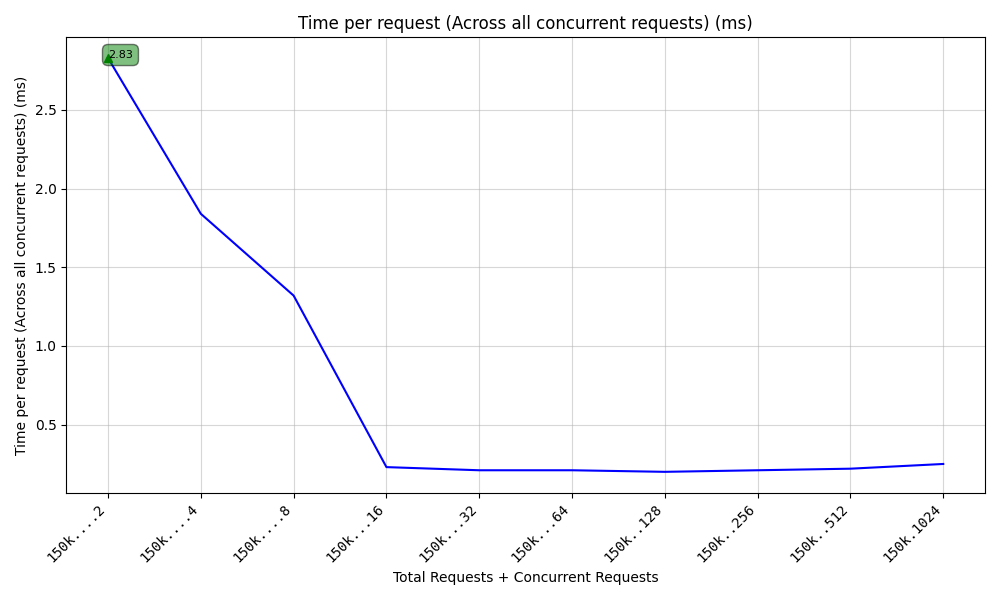 Time per request (Across all concurrent requests) (ms)
2.83
Time per request (Across all concurrent requests) (ms)
2.5
2.0
1.5
1.0
0.5
150k....2
150k....4
150k....8
150k...16
150k...32
150k...64
150k..128
150k..256
150k..512
150k.1024
Total Requests + Concurrent Requests